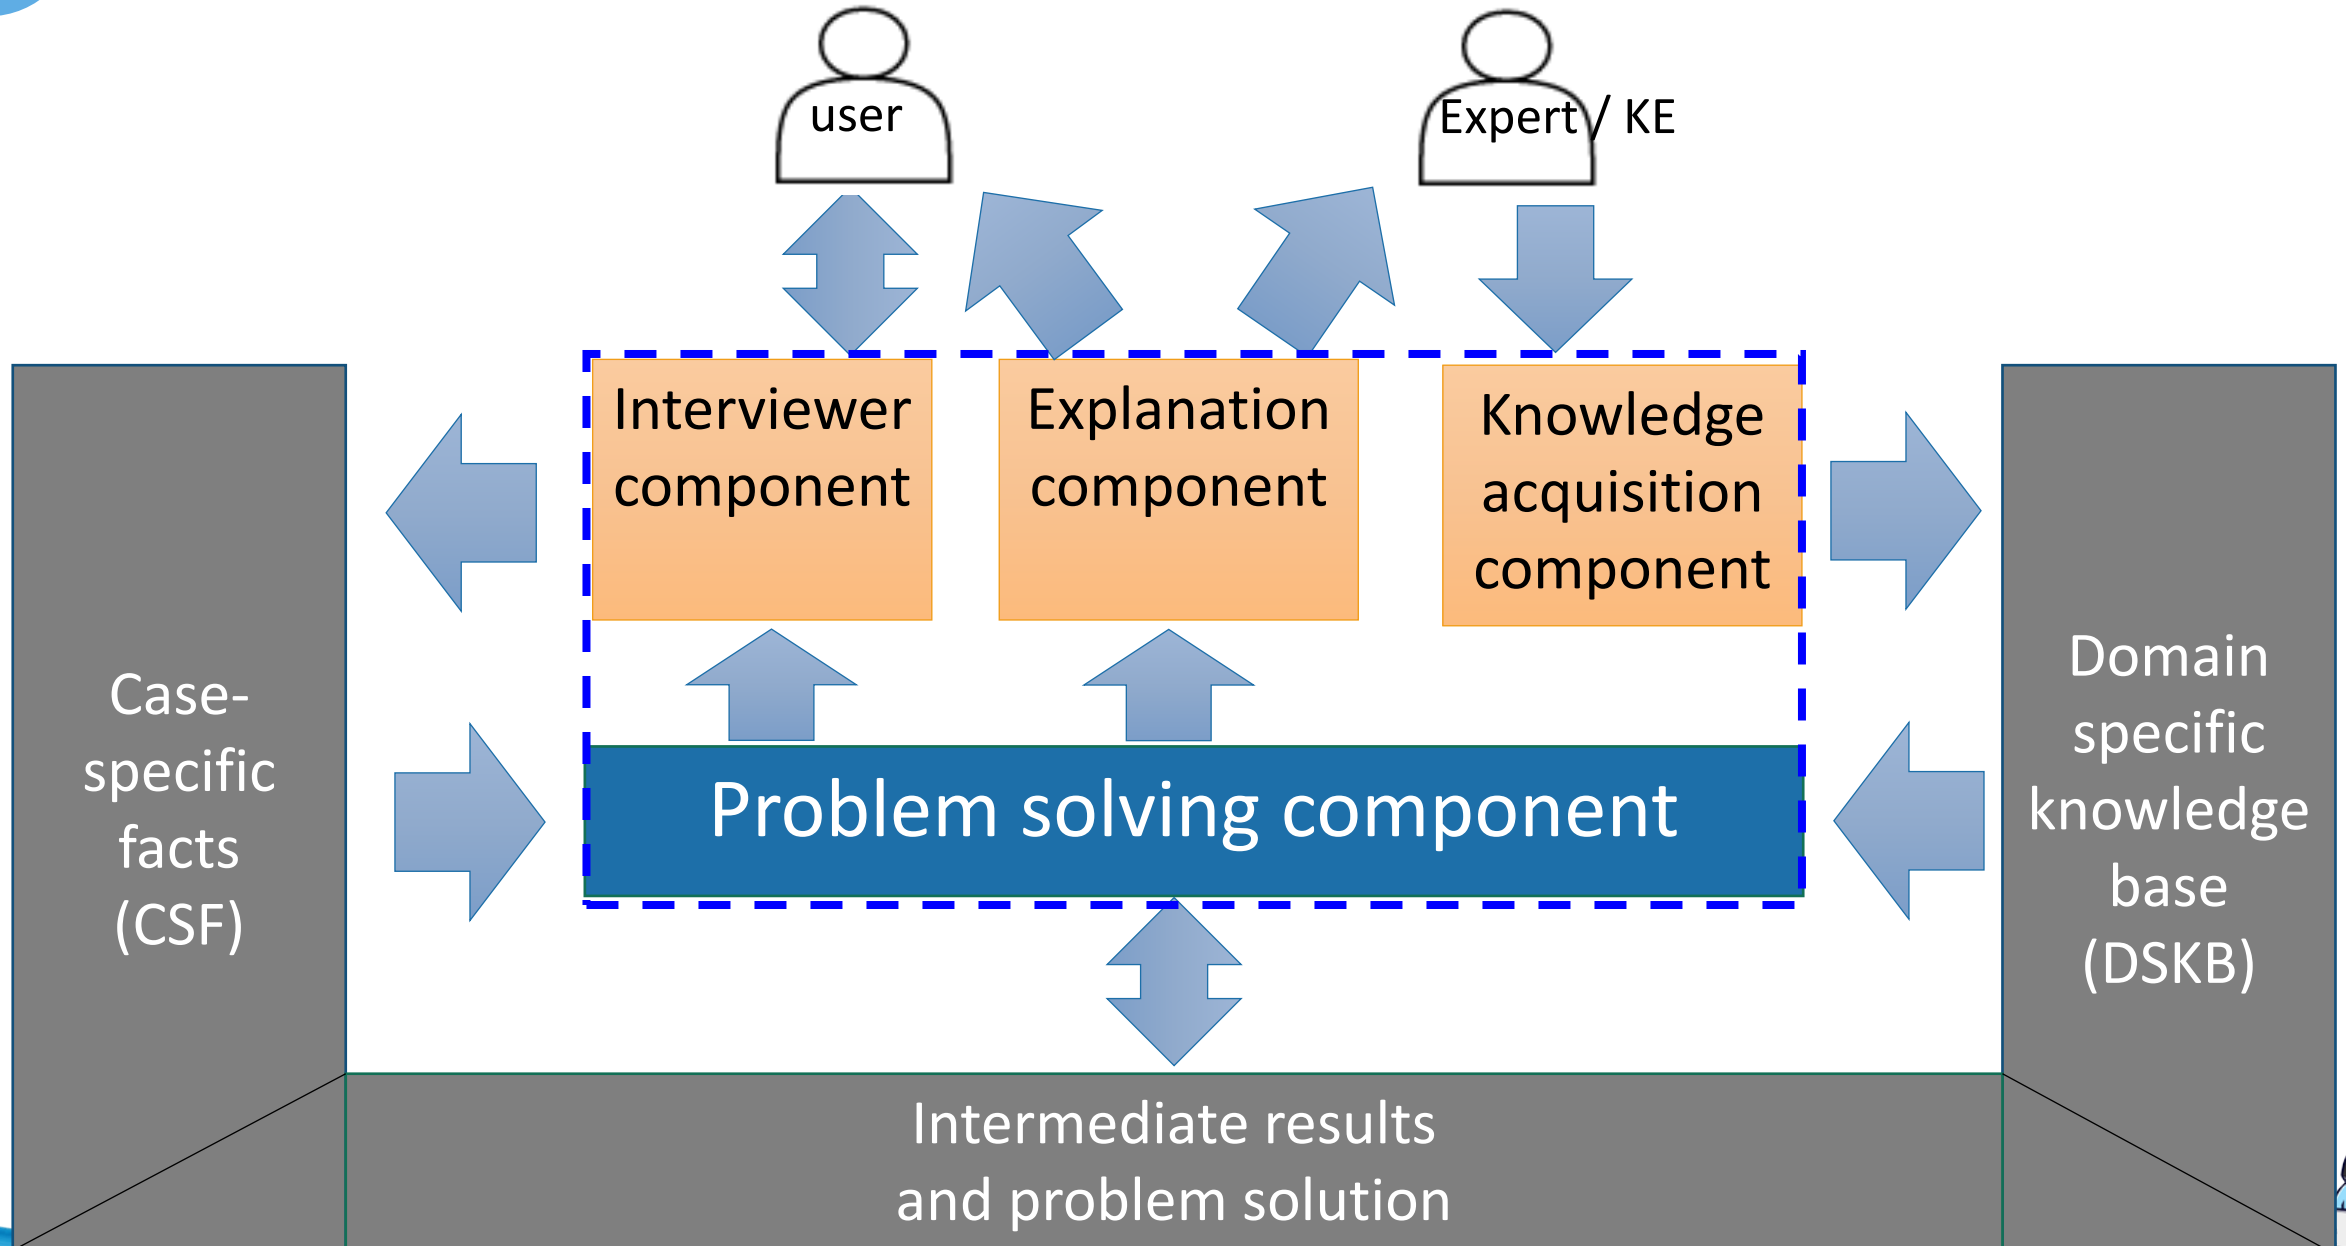 user
Expert / KE
Interviewer
component
Explanation
component
Knowledge
acquisition
component
Case-
specific
facts
(CSF)
Problem solving component
Domain
specific
knowledge
base
(DSKB)
Intermediate results
and problem solution